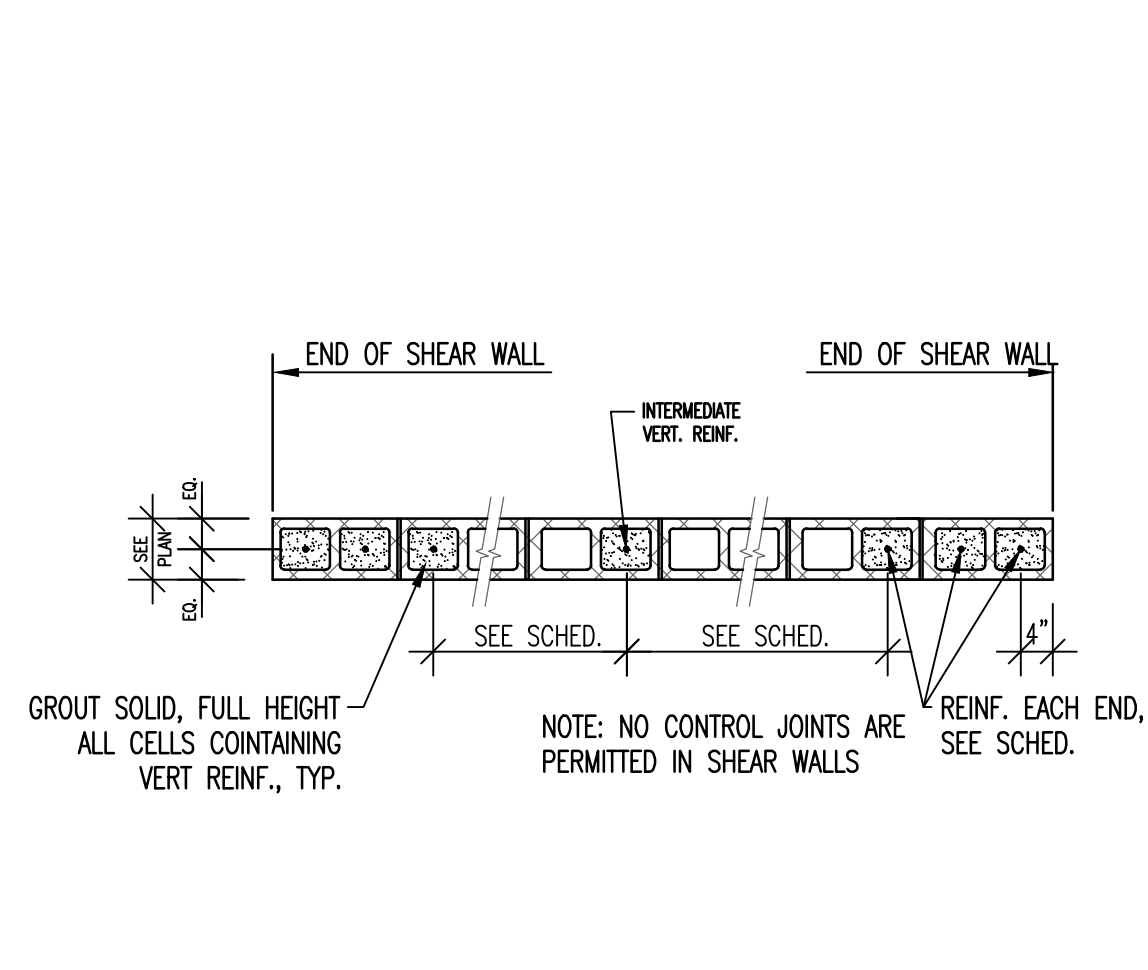 END OF SHEAR WALL
END OF SHEAR WALL
INTERMEDIATE
VERT. REINF.
EQ.
SEE
PLAN
EQ.
SEE SCHED.
SEE SCHED.
4"
GROUT SOLID, FULL HEIGHT
ALL CELLS COINTAINING
VERT REINF., TYP.
NOTE: NO CONTROL JOINTS ARE
PERMITTED IN SHEAR WALLS
REINF. EACH END,
SEE SCHED.